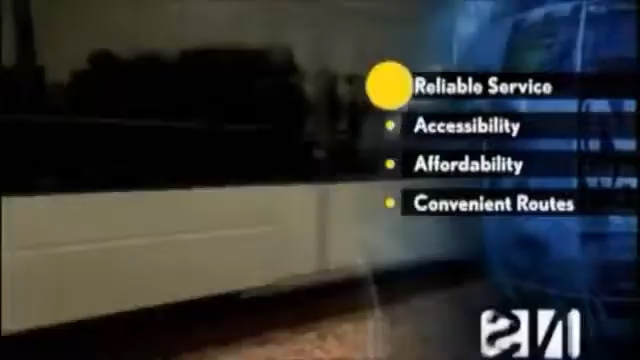 Reliable Service
Accessibility
Affordability
Convenient Routes